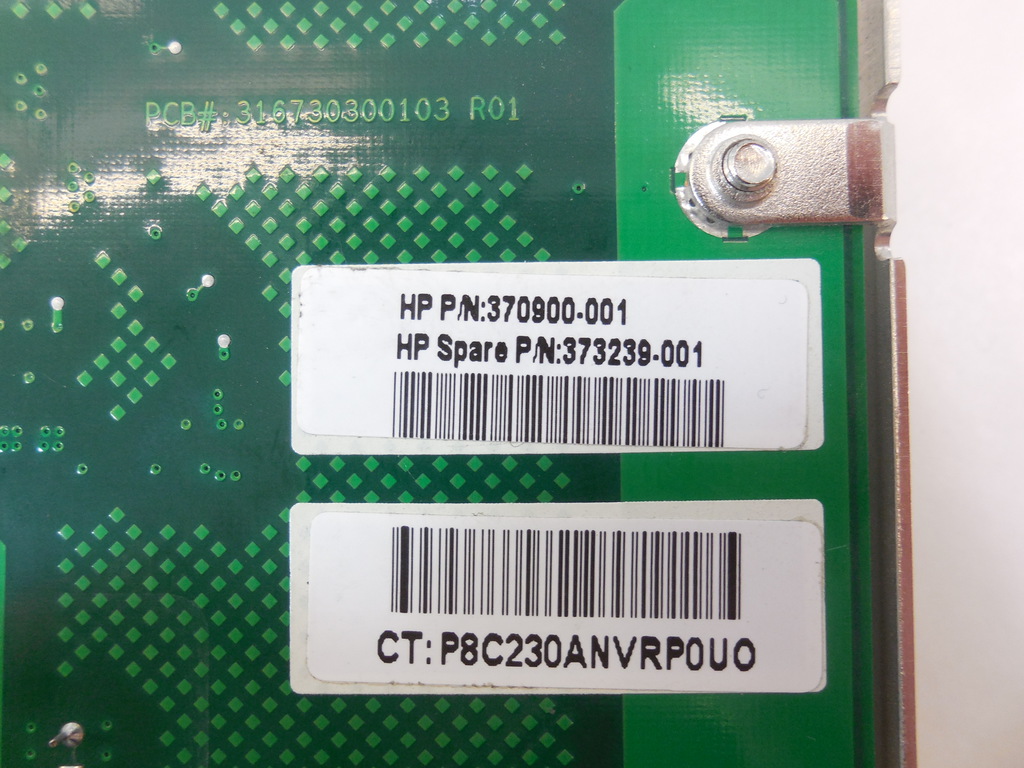 PCB#:316730300103 R01
HP P/N:370900-001
HP Spare P/N:373239-001
CT: P8C230ANVRP0UO